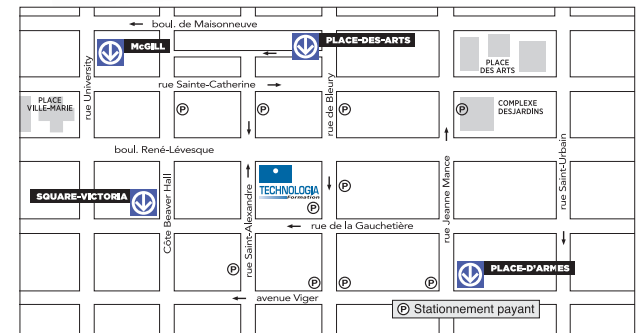 boul. de Maisonneuve
McGILL
PLACE-DES-ARTS
rue University
rue Sainte-Catherine
rue de Bleury
PLACE
DES ARTS
PLACE
VILLE-MARIE
P
P
P
P
COMPLEXE
DESJARDINS
boul. René-Lévesque
SQUARE-VICTORIA
Côte Beaver Hall
rue Saint-Alexandre
TECHNOLOGIA
Formation
P
P
rue Jeanne Mance
rue Saint-Urbain
rue de la Gauchetière
P
P
P
P
PLACE-D'ARMES
avenue Viger
P Stationnement payant